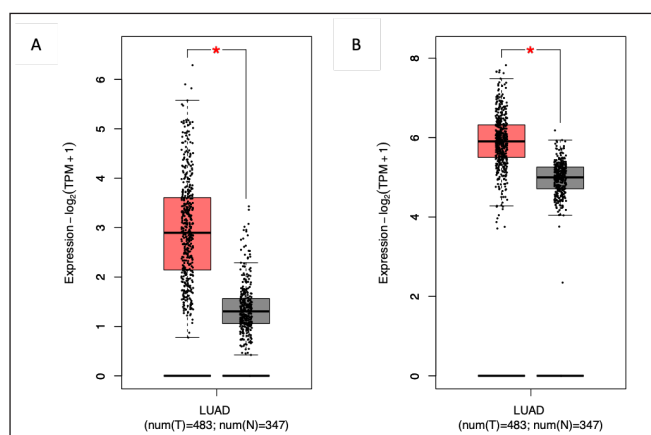 A
*
Expression − log2(TPM + 1)
6
5
4
3
2
1
0
LUAD
(num(T)=483; num(N)=347)
B
*
Expression − log2(TPM + 1)
8
6
4
2
0
LUAD
(num(T)=483; num(N)=347)